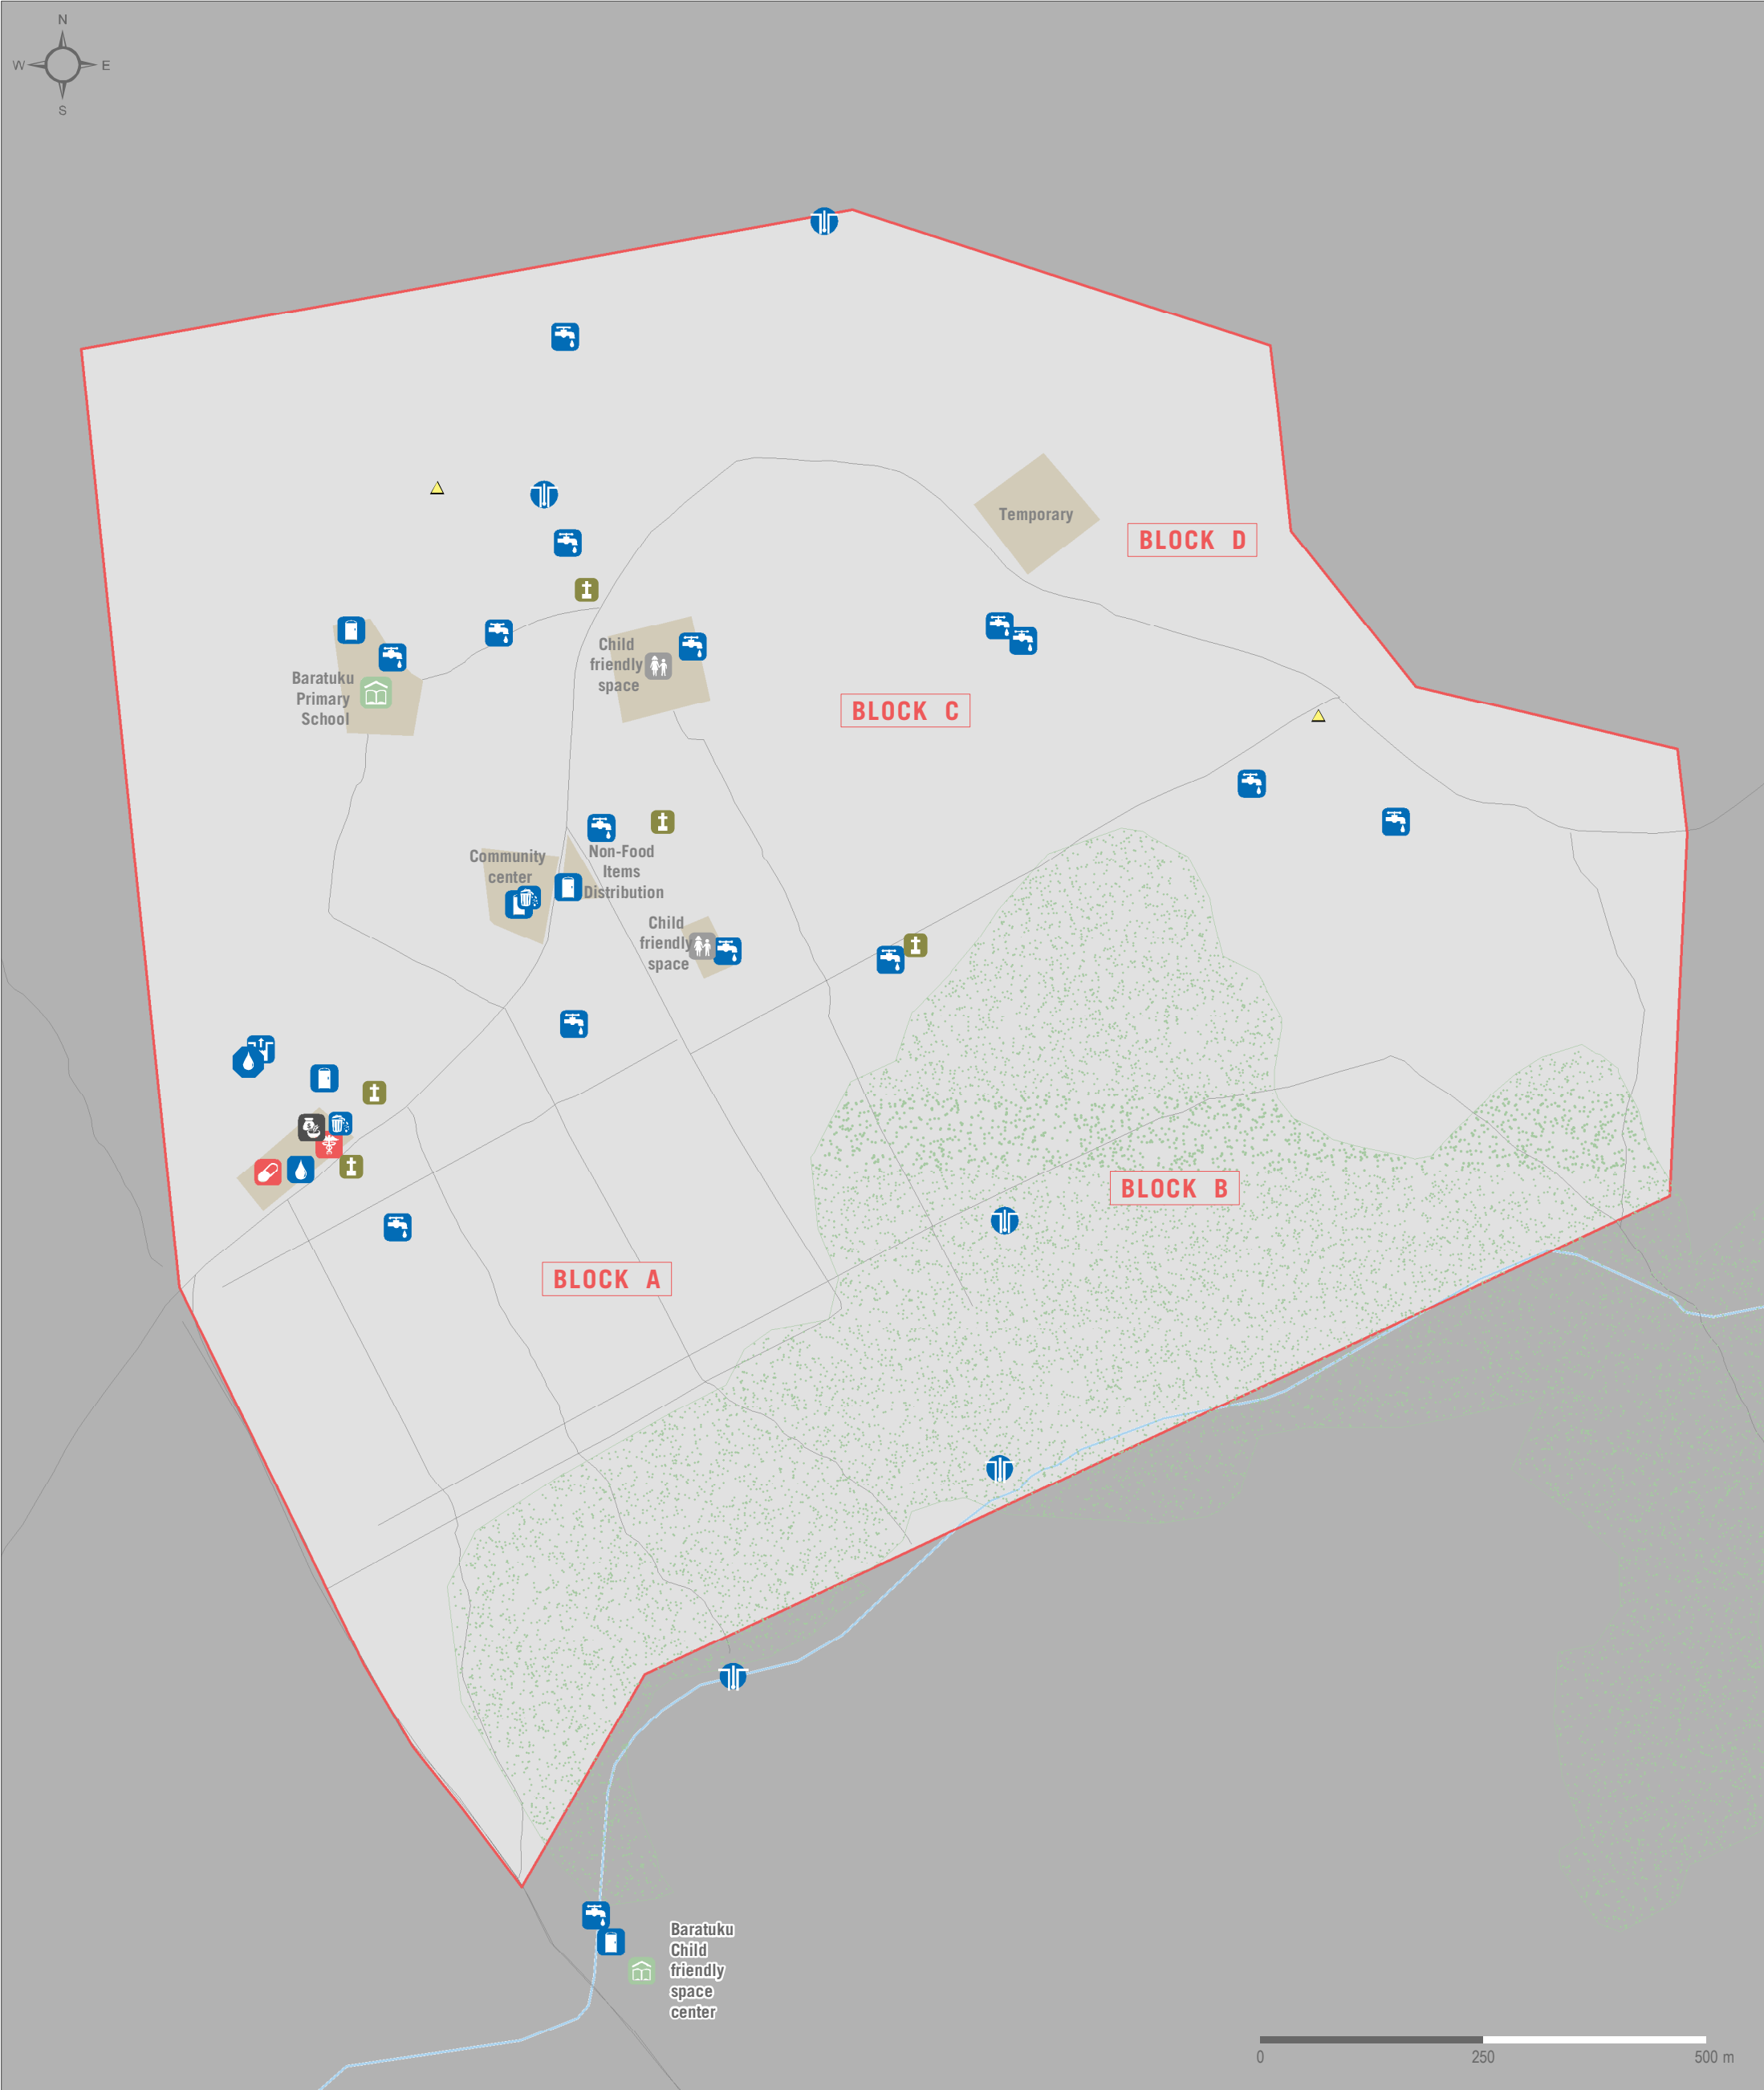 N
W E
S
Temporary
BLOCK D
Child
friendly
space
Baratuku
Primary
School
BLOCK C
Community
center
Non-Food
Items
Distribution
Child
friendly
space
BLOCK B
BLOCK A
Baratuku
Child
friendly
space
center
0 250 500 m